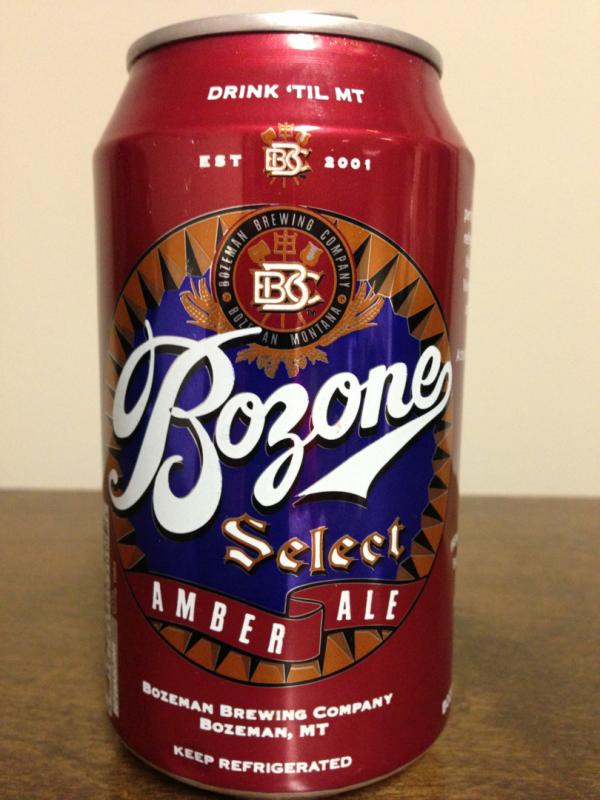 DRINK 'TIL MT
EST BBC 2001
BOZEMAN BREWING COMPANY
BBC
BOZEMAN MONTANA
Bozone
Select
AMBER ALE
BOZEMAN BREWING COMPANY
BOZEMAN, MT
KEEP REFRIGERATED